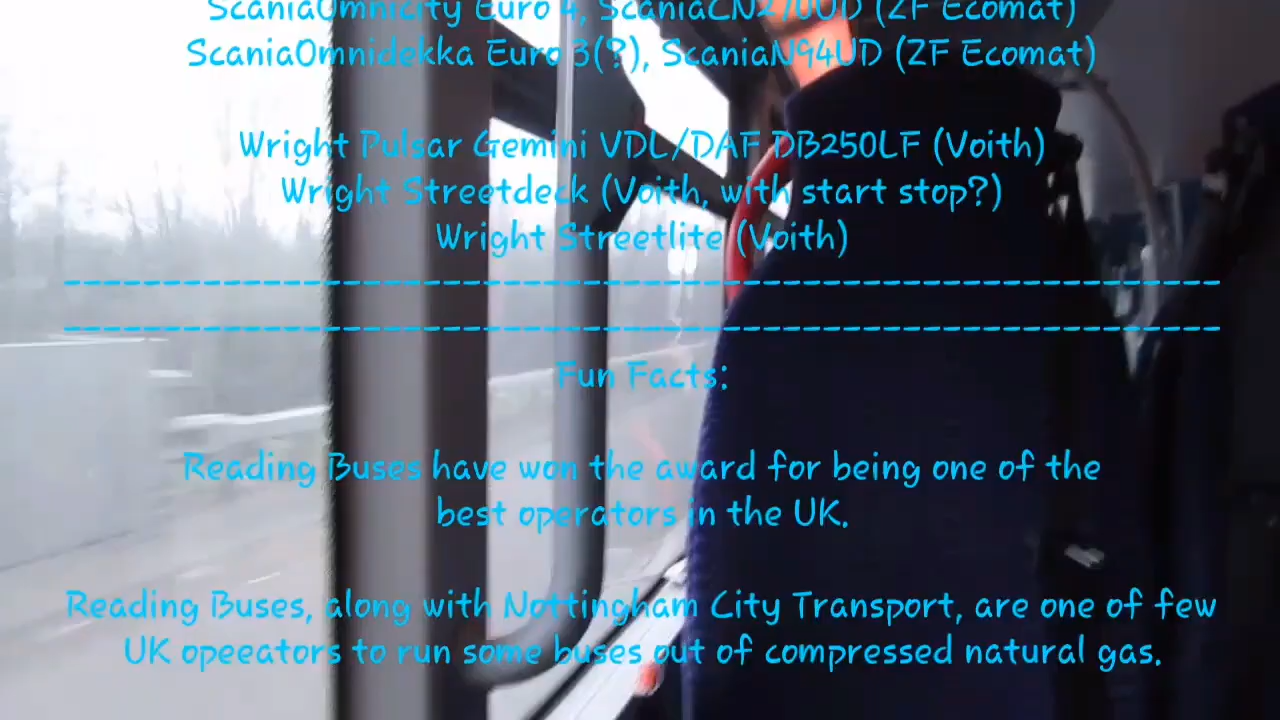 ScaniaOmnicity Euro 4, ScaniaCN270UD (ZF Ecomat)
ScaniaOmnidekka Euro 3(?), ScaniaN94UD (ZF Ecomat)
Wright Pulsar Gemini VDL/DAF DB250LF (Voith)
Wright Streetdeck (Voith, with start stop?)
Wright Streetlite (Voith)
------------------------------------------------------------
------------------------------------------------------------
Fun Facts:
Reading Buses have won the award for being one of the
best operators in the UK.
Reading Buses, along with Nottingham City Transport, are one of few
UK opeeators to run some buses out of compressed natural gas.